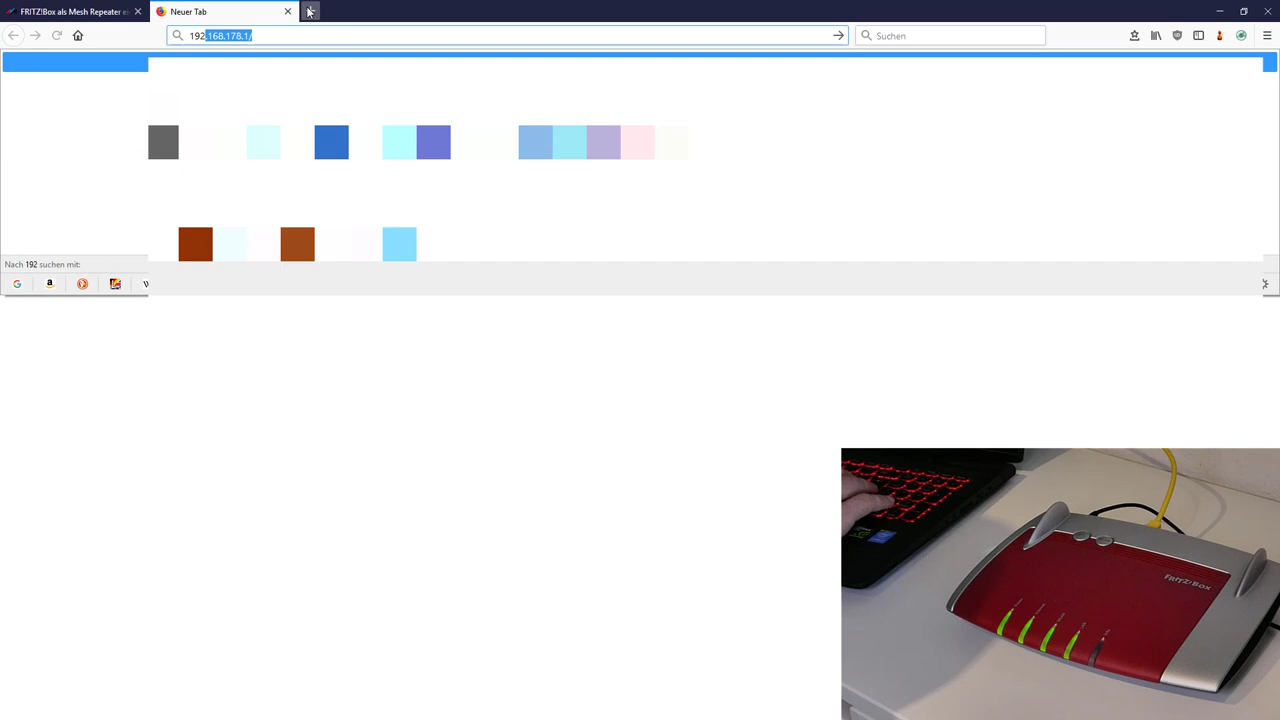 FRITZ!Box als Mesh Repeater e
Neuer Tab
192.168.178.1/
Suchen
Nach 192 suchen mit:
FRITZ!Box